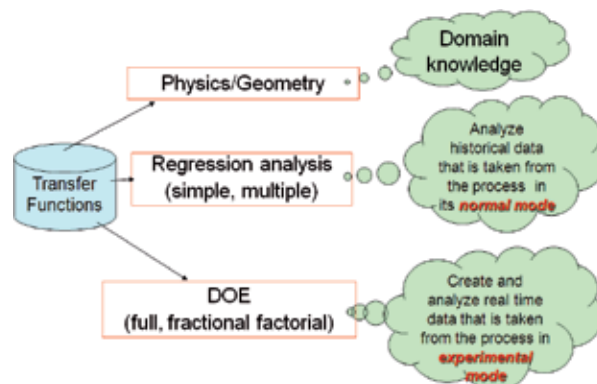 Domain
knowledge
Physics/Geometry
Analyze
historical data
that is taken from
the process in
its normal mode
Regression analysis
(simple, multiple)
Transfer
Functions
DOE
(full, fractional factorial)
Create and
analyze real time
data that is taken
from the process in
experimental
mode